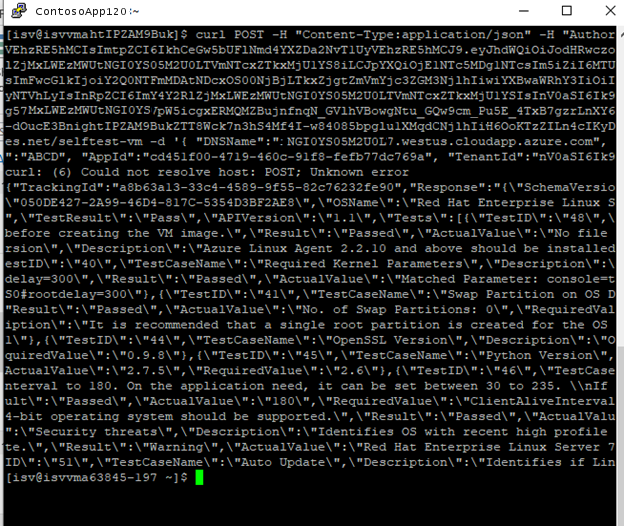 ContosoApp120:
[isv@isvvmahtIPZAM9Buk]$ curl POST -H "Content-Type:application/json" -H "Author
VEhzRE5hMCIsImtpZCI6IkhCeGw5bUFlNmd4YXZDa2NvTlUyVEhzRE5hMCJ9.eyJhdWQiOiJodHRwczo
lZjMxLWEzMWUtNGI0YS05M2U0LTVmNTcxZTkxMjU1YS8iLCJpYXQiOjE1NTc5MDg1NTcsIm5iZiI6MTU
sImFwcGlkIjoiY2Q0NTFmMDAtNDcxOS00NjBjLTkxZjgtZmVmYjc3ZGM3NjlhIiwiYXBwaWRhY3IiOiI
yNTVhLyIsInRpZCI6ImY4Y2RlZjMxLWEzMWUtNGI0YS05M2U0LTVmNTcxZTkxMjU1YSIsInV0aSI6Ik9
g57MxLWEzMWUtNGI0YS/pW5icgxERMQMZBujnfnqN_GVlhVBowgNtu_GQw9cm_Pu5E_4TxB7gzrLnXY6
-dOucE3BnightIPZAM9BukZTT8Wck7n3hS4Mf4I-w84085bpglulXMqdCNjlhIiH6OoKTzZILn4cIKyD
es.net/selftest-vm -d '{ "DNSName":" NGI0YS05M2U0L7.westus.cloudapp.azure.com",
":"ABCD", "AppId":"cd451f00-4719-460c-91f8-fefb77dc769a", "TenantId":"nV0aSI6Ik9
curl: (6) Could not resolve host: POST; Unknown error
{"TrackingId":"a8b63a13-33c4-4589-9f55-82c76232fe90","Response":"{\"SchemaVersio
\"050DE427-2A99-46D4-817C-5354D3BF2AE8\",\"OSName\":\"Red Hat Enterprise Linux S
,\"TestResult\":\"Pass\",\"APIVersion\":\"1.1\",\"Tests\":[{\"TestID\":\"48\",\
before creating the VM image.\",\"Result\":\"Passed\",\"ActualValue\":\"No file
rsion\",\"Description\":\"Azure Linux Agent 2.2.10 and above should be installed
estID\":\"40\",\"TestCaseName\":\"Required Kernel Parameters\",\"Description\":\
delay=300\",\"Result\":\"Passed\",\"ActualValue\":\"Matched Parameter: console=t
S0#rootdelay=300\"},{\"TestID\":\"41\",\"TestCaseName\":\"Swap Partition on OS D
"Result\":\"Passed\",\"ActualValue\":\"No. of Swap Partitions: 0\",\"RequiredVal
iption\":\"It is recommended that a single root partition is created for the OS
l\"},{\"TestID\":\"44\",\"TestCaseName\":\"OpenSSL Version\",\"Description\":\"O
quiredValue\":\"0.9.8\"},{\"TestID\":\"45\",\"TestCaseName\":\"Python Version\",
ActualValue\":\"2.7.5\",\"RequiredValue\":\"2.6\"},{\"TestID\":\"46\",\"TestCase
nterval to 180. On the application need, it can be set between 30 to 235. \\nIf
ult\":\"Passed\",\"ActualValue\":\"180\",\"RequiredValue\":\"ClientAliveInterval
4-bit operating system should be supported.\",\"Result\":\"Passed\",\"ActualValu
\":\"Security threats\",\"Description\":\"Identifies OS with recent high profile
te.\",\"Result\":\"Warning\",\"ActualValue\":\"Red Hat Enterprise Linux Server 7
ID\":\"51\",\"TestCaseName\":\"Auto Update\",\"Description\":\"Identifies if Lin
[isv@isvvma63845-197 ~]$